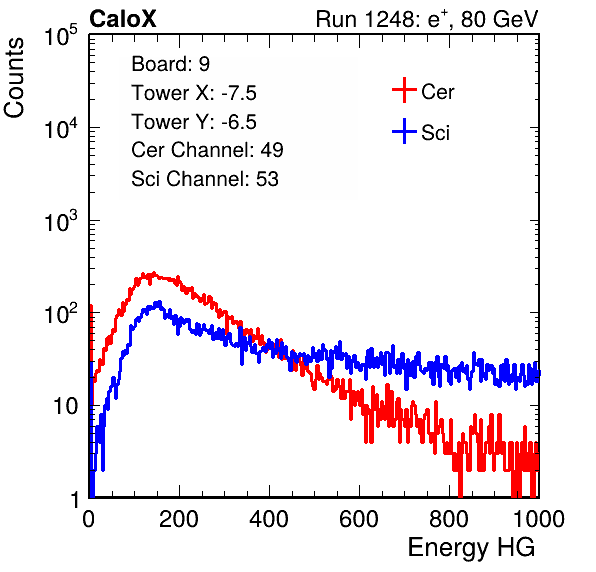 CaloX Run 1248: e⁺, 80 GeV
Counts
Board: 9
Tower X: -7.5
Tower Y: -6.5
Cer Channel: 49
Sci Channel: 53
Cer
Sci
10⁵
10⁴
10³
10²
10
1
0 200 400 600 800 1000
Energy HG